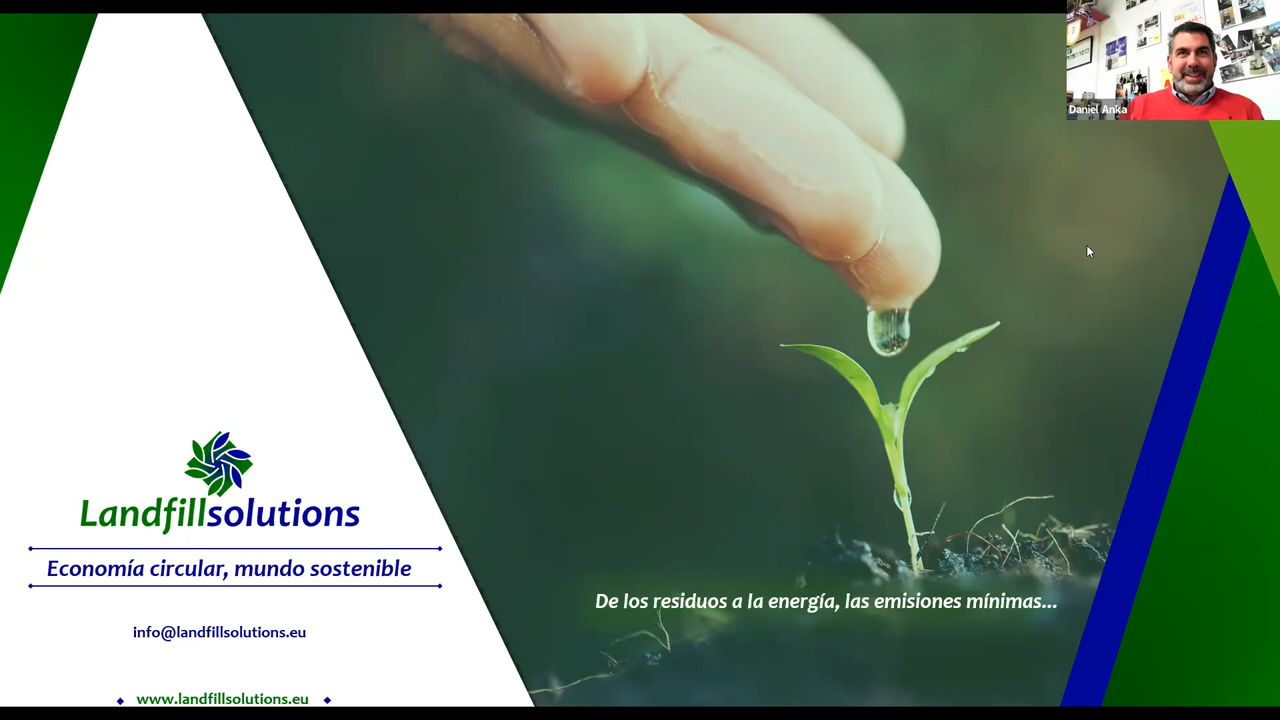 Daniel Anka
Landfillsolutions
Economía circular, mundo sostenible
De los residuos a la energía, las emisiones mínimas...
info@landfillsolutions.eu
www.landfillsolutions.eu